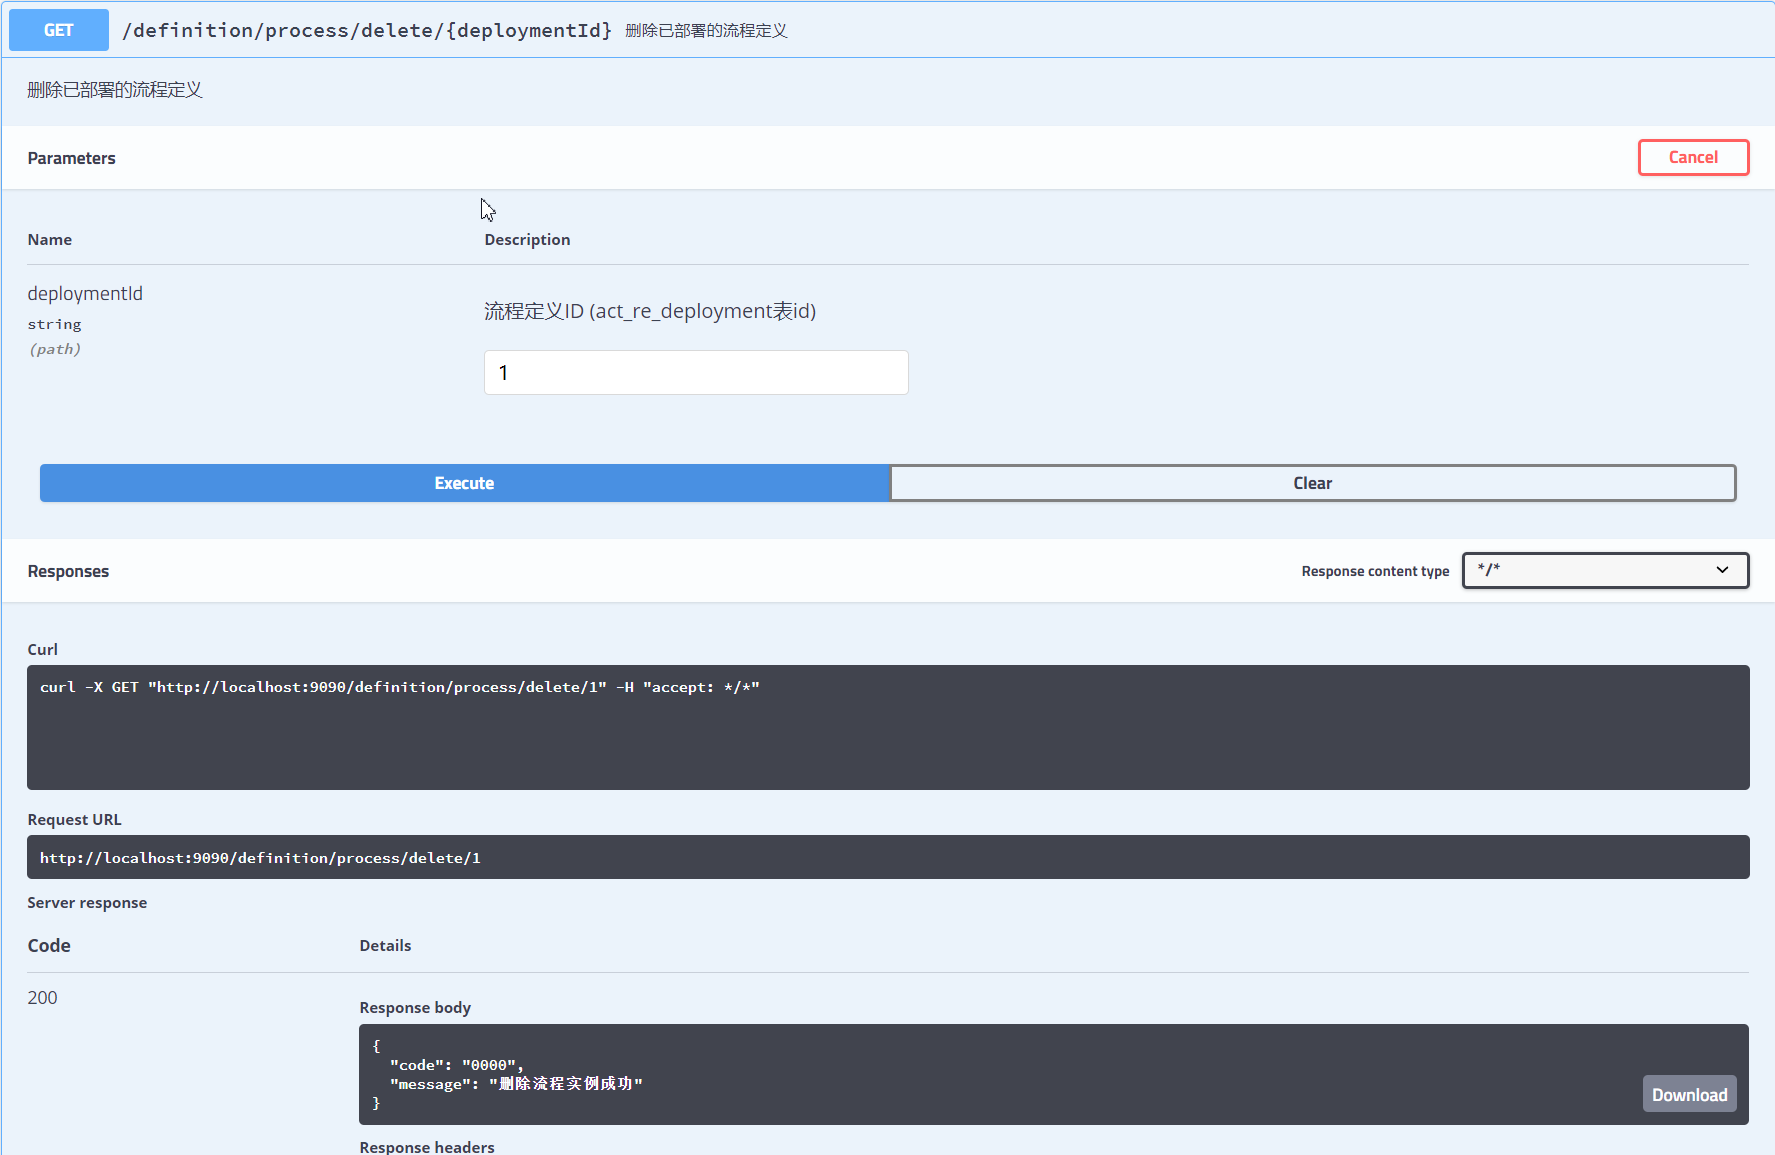 GET /definition/process/delete/{deploymentId} 删除已部署的流程定义
删除已部署的流程定义
Parameters
Cancel
Name Description
deploymentId
string
(path)
流程定义ID (act_re_deployment表id)
1
Execute Clear
Responses
Response content type */*
Curl
curl -X GET "http://localhost:9090/definition/process/delete/1" -H "accept: */*"
Request URL
http://localhost:9090/definition/process/delete/1
Server response
Code Details
200
Response body
{
  "code": "0000",
  "message": "删除流程实例成功"
}
Download
Response headers